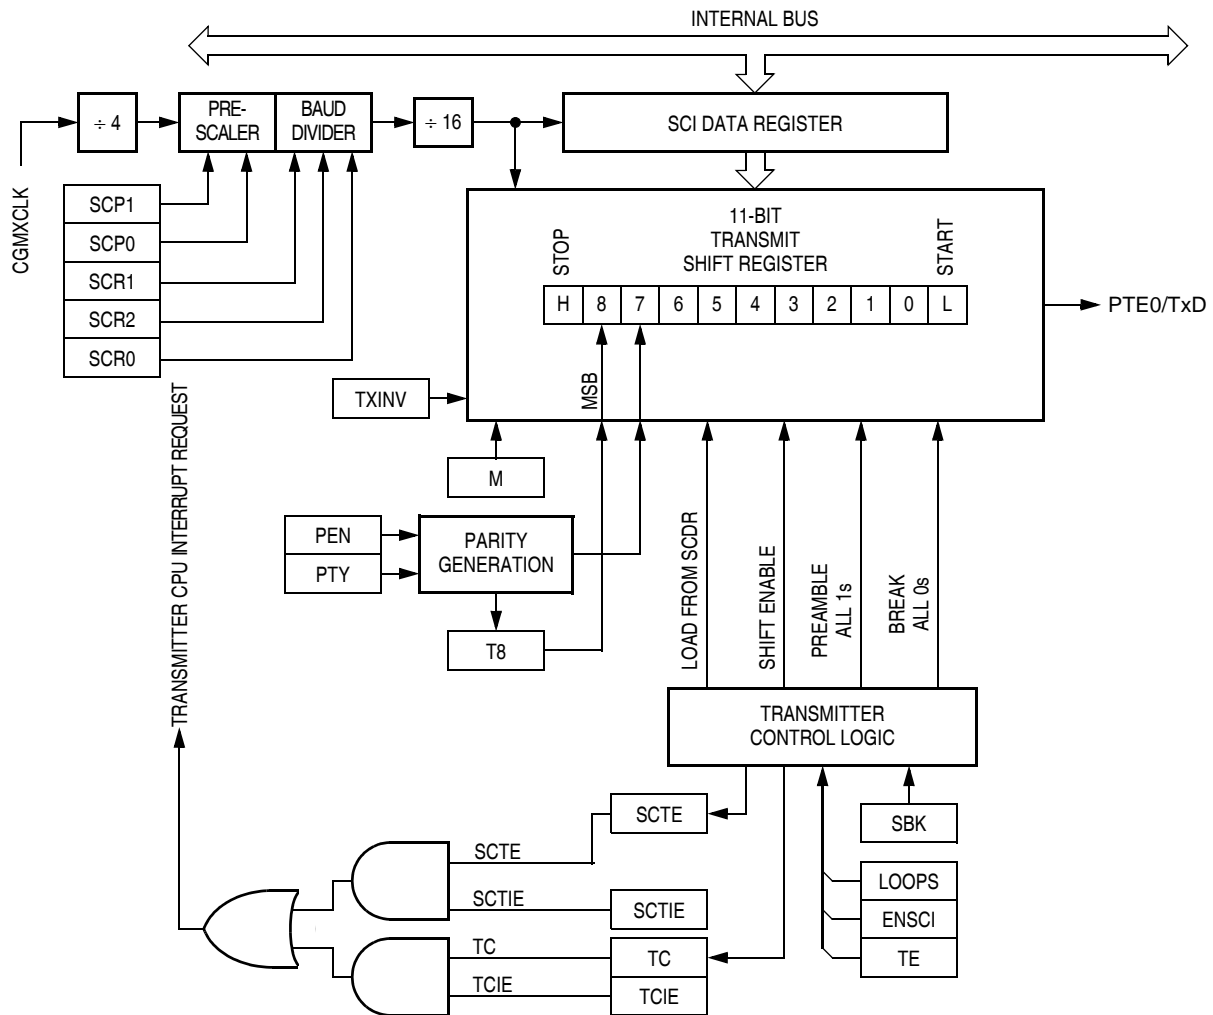 INTERNAL BUS
÷ 4
PRE-
SCALER
BAUD
DIVIDER
÷ 16
SCI DATA REGISTER
CGMXCLK
SCP1
SCP0
SCR1
SCR2
SCR0
11-BIT
TRANSMIT
SHIFT REGISTER
STOP
START
H 8 7 6 5 4 3 2 1 0 L
PTE0/TxD
MSB
TXINV
M
PEN
PTY
PARITY
GENERATION
T8
TRANSMITTER CPU INTERRUPT REQUEST
LOAD FROM SCDR
SHIFT ENABLE
PREAMBLE
ALL 1s
BREAK
ALL 0s
TRANSMITTER
CONTROL LOGIC
SCTE
SBK
SCTE
SCTIE
SCTIE
LOOPS
ENSCI
TE
TC
TC
TCIE
TCIE